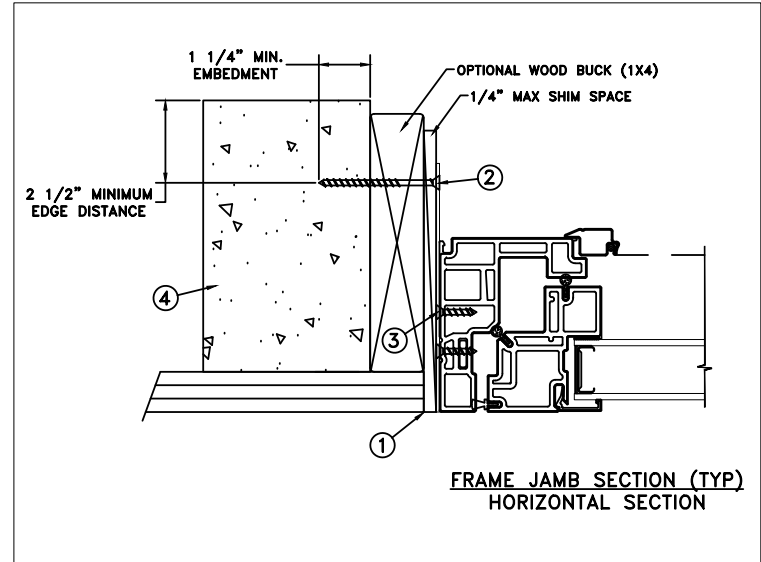 1 1/4" MIN.
EMBEDMENT
OPTIONAL WOOD BUCK (1X4)
1/4" MAX SHIM SPACE
2
2 1/2" MINIMUM
EDGE DISTANCE
4
3
1
FRAME JAMB SECTION (TYP)
HORIZONTAL SECTION